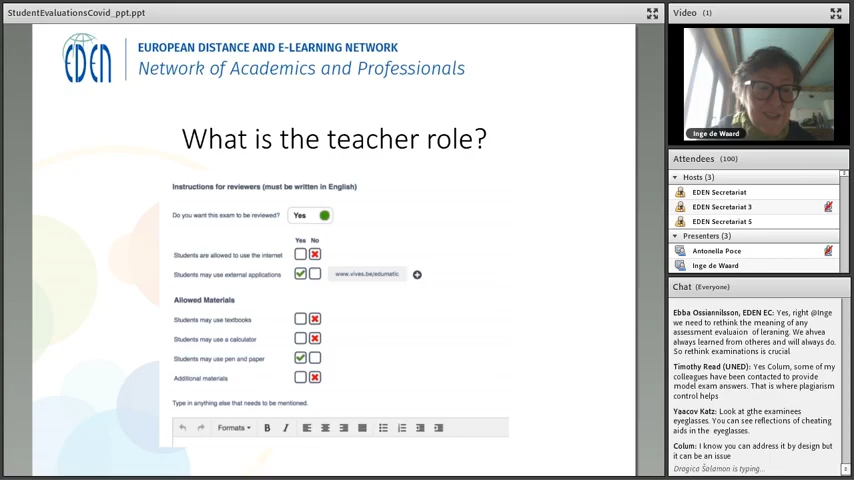 StudentEvaluationsCovid_ppt.ppt
EDEN
EUROPEAN DISTANCE AND E-LEARNING NETWORK
Network of Academics and Professionals
What is the teacher role?
Instructions for reviewers (must be written in English)
Do you want this exam to be reviewed?
Yes
Yes No
Students are allowed to use the internet
Students may use external applications
www.vives.be/edumatic
Allowed Materials
Students may use textbooks
Students may use a calculator
Students may use pen and paper
Additional materials
Type in anything else that needs to be mentioned.
Formats
B I
Video (1)
Inge de Waard
Attendees (100)
Hosts (3)
EDEN Secretariat
EDEN Secretariat 3
EDEN Secretariat 5
Presenters (3)
Antonella Poce
Inge de Waard
Chat (Everyone)
Ebba Ossiannilsson, EDEN EC: Yes, right @Inge
we need to rethink the meaning of any
assessment evaluaion of leraning. We ahvea
always learned from otheres and will always do.
So rethink examinations is crucial
Timothy Read (UNED): Yes Colum, some of my
colleagues have been contacted to provide
model exam answers. That is where plagiarism
control helps
Yaacov Katz: Look at gthe examinees
eyeglasses. You can see reflections of cheating
aids in the eyeglasses.
Colum: I know you can address it by design but
it can be an issue
Dragica Šalamon is typing...